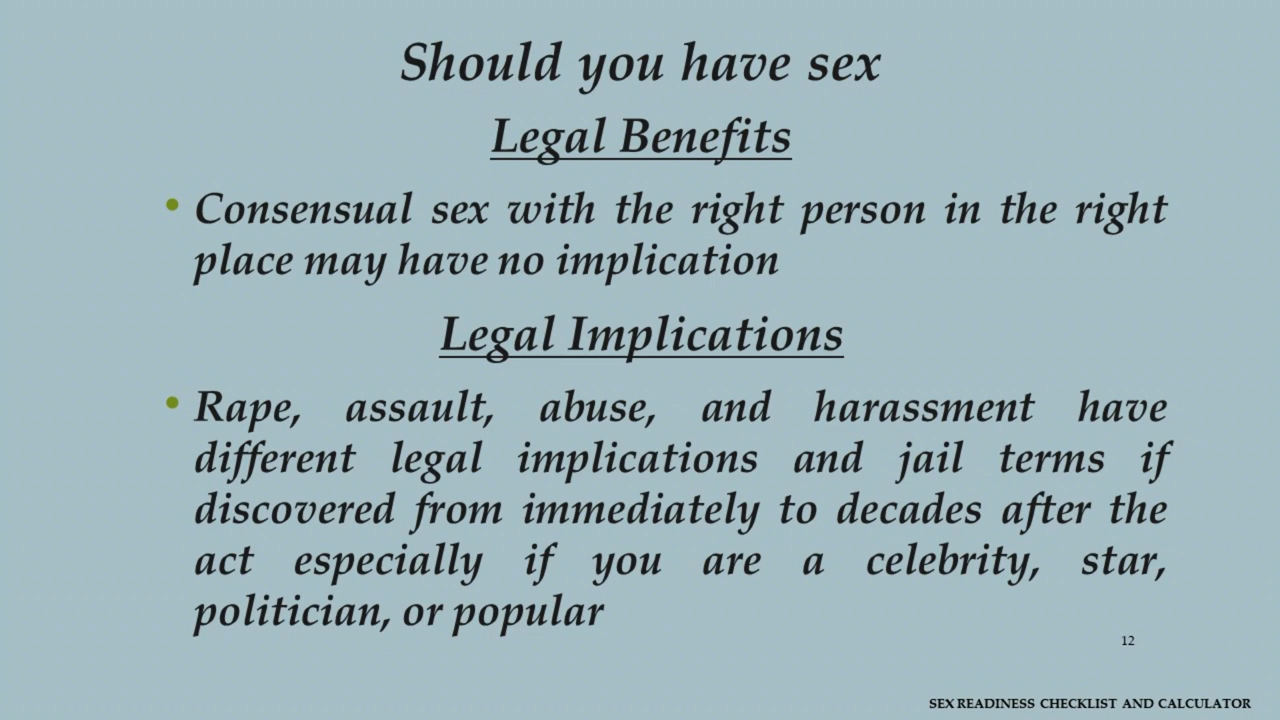 Should you have sex
Legal Benefits
• Consensual sex with the right person in the right
place may have no implication
Legal Implications
• Rape, assault, abuse, and harassment have
different legal implications and jail terms if
discovered from immediately to decades after the
act especially if you are a celebrity, star,
politician, or popular
12
SEX READINESS CHECKLIST AND CALCULATOR